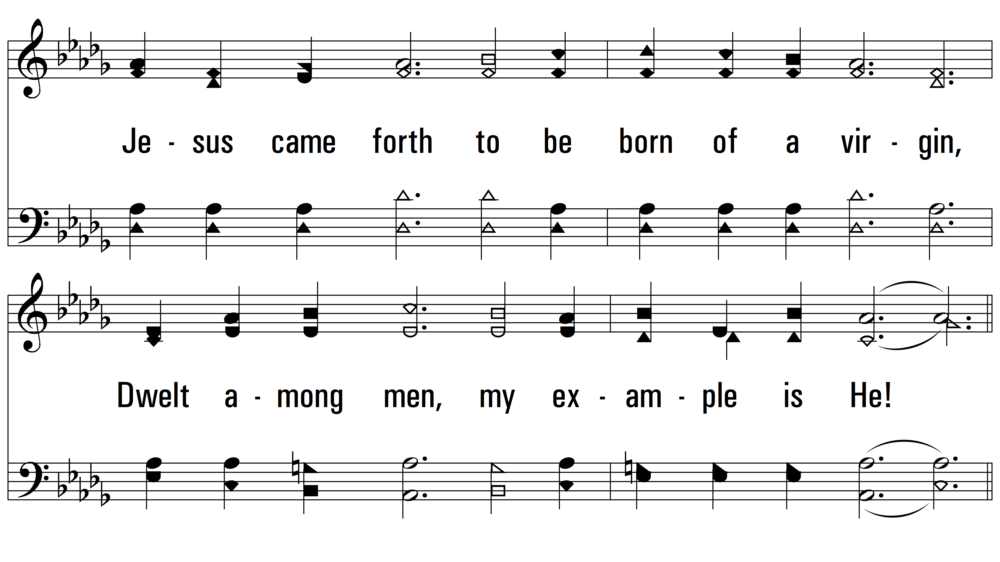 Je - sus came forth to be born of a vir - gin,
Dwelt a - mong men, my ex - am - ple is He!